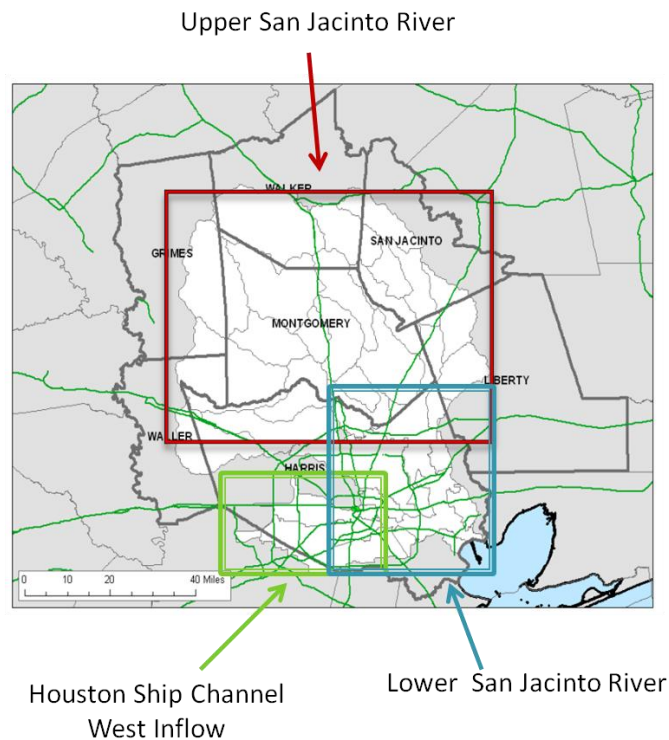 Upper San Jacinto River
WALKER
SAN JACINTO
GRIMES
MONTGOMERY
LIBERTY
WALLER
HARRIS
0 10 20 40 Miles
Houston Ship Channel
West Inflow
Lower San Jacinto River